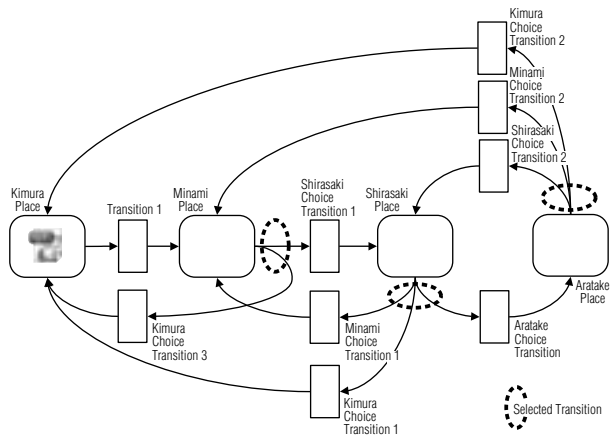 Kimura
Choice
Transition 2
Minami
Choice
Transition 2
Shirasaki
Choice
Transition 2
Kimura
Place
Transition 1
Minami
Place
Shirasaki
Choice
Transition 1
Shirasaki
Place
Aratake
Place
Kimura
Choice
Transition 3
Minami
Choice
Transition 1
Aratake
Choice
Transition
Kimura
Choice
Transition 1
Selected Transition